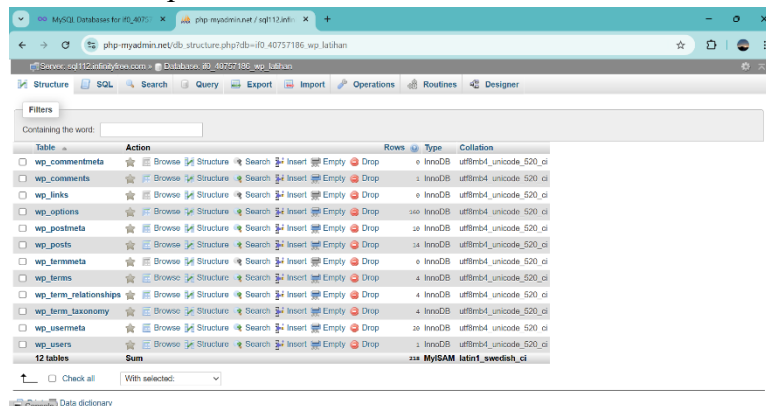 MySQL Databases for if0_4075
php-myadmin.net / sql112.infin
php-myadmin.net/db_structure.php?db=if0_40757186_wp_latihan
Server: sql112.infinityfree.com » Database: if0_40757186_wp_latihan
Structure SQL Search Query Export Import Operations Routines Designer
Filters
Containing the word:
Table Action Rows Type Collation
wp_commentmeta Browse Structure Search Insert Empty Drop 0 InnoDB utf8mb4_unicode_520_ci
wp_comments Browse Structure Search Insert Empty Drop 1 InnoDB utf8mb4_unicode_520_ci
wp_links Browse Structure Search Insert Empty Drop 0 InnoDB utf8mb4_unicode_520_ci
wp_options Browse Structure Search Insert Empty Drop 160 InnoDB utf8mb4_unicode_520_ci
wp_postmeta Browse Structure Search Insert Empty Drop 10 InnoDB utf8mb4_unicode_520_ci
wp_posts Browse Structure Search Insert Empty Drop 14 InnoDB utf8mb4_unicode_520_ci
wp_termmeta Browse Structure Search Insert Empty Drop 0 InnoDB utf8mb4_unicode_520_ci
wp_terms Browse Structure Search Insert Empty Drop 4 InnoDB utf8mb4_unicode_520_ci
wp_term_relationships Browse Structure Search Insert Empty Drop 4 InnoDB utf8mb4_unicode_520_ci
wp_term_taxonomy Browse Structure Search Insert Empty Drop 4 InnoDB utf8mb4_unicode_520_ci
wp_usermeta Browse Structure Search Insert Empty Drop 20 InnoDB utf8mb4_unicode_520_ci
wp_users Browse Structure Search Insert Empty Drop 1 InnoDB utf8mb4_unicode_520_ci
12 tables Sum 218 MyISAM latin1_swedish_ci
Check all With selected:
Data dictionary